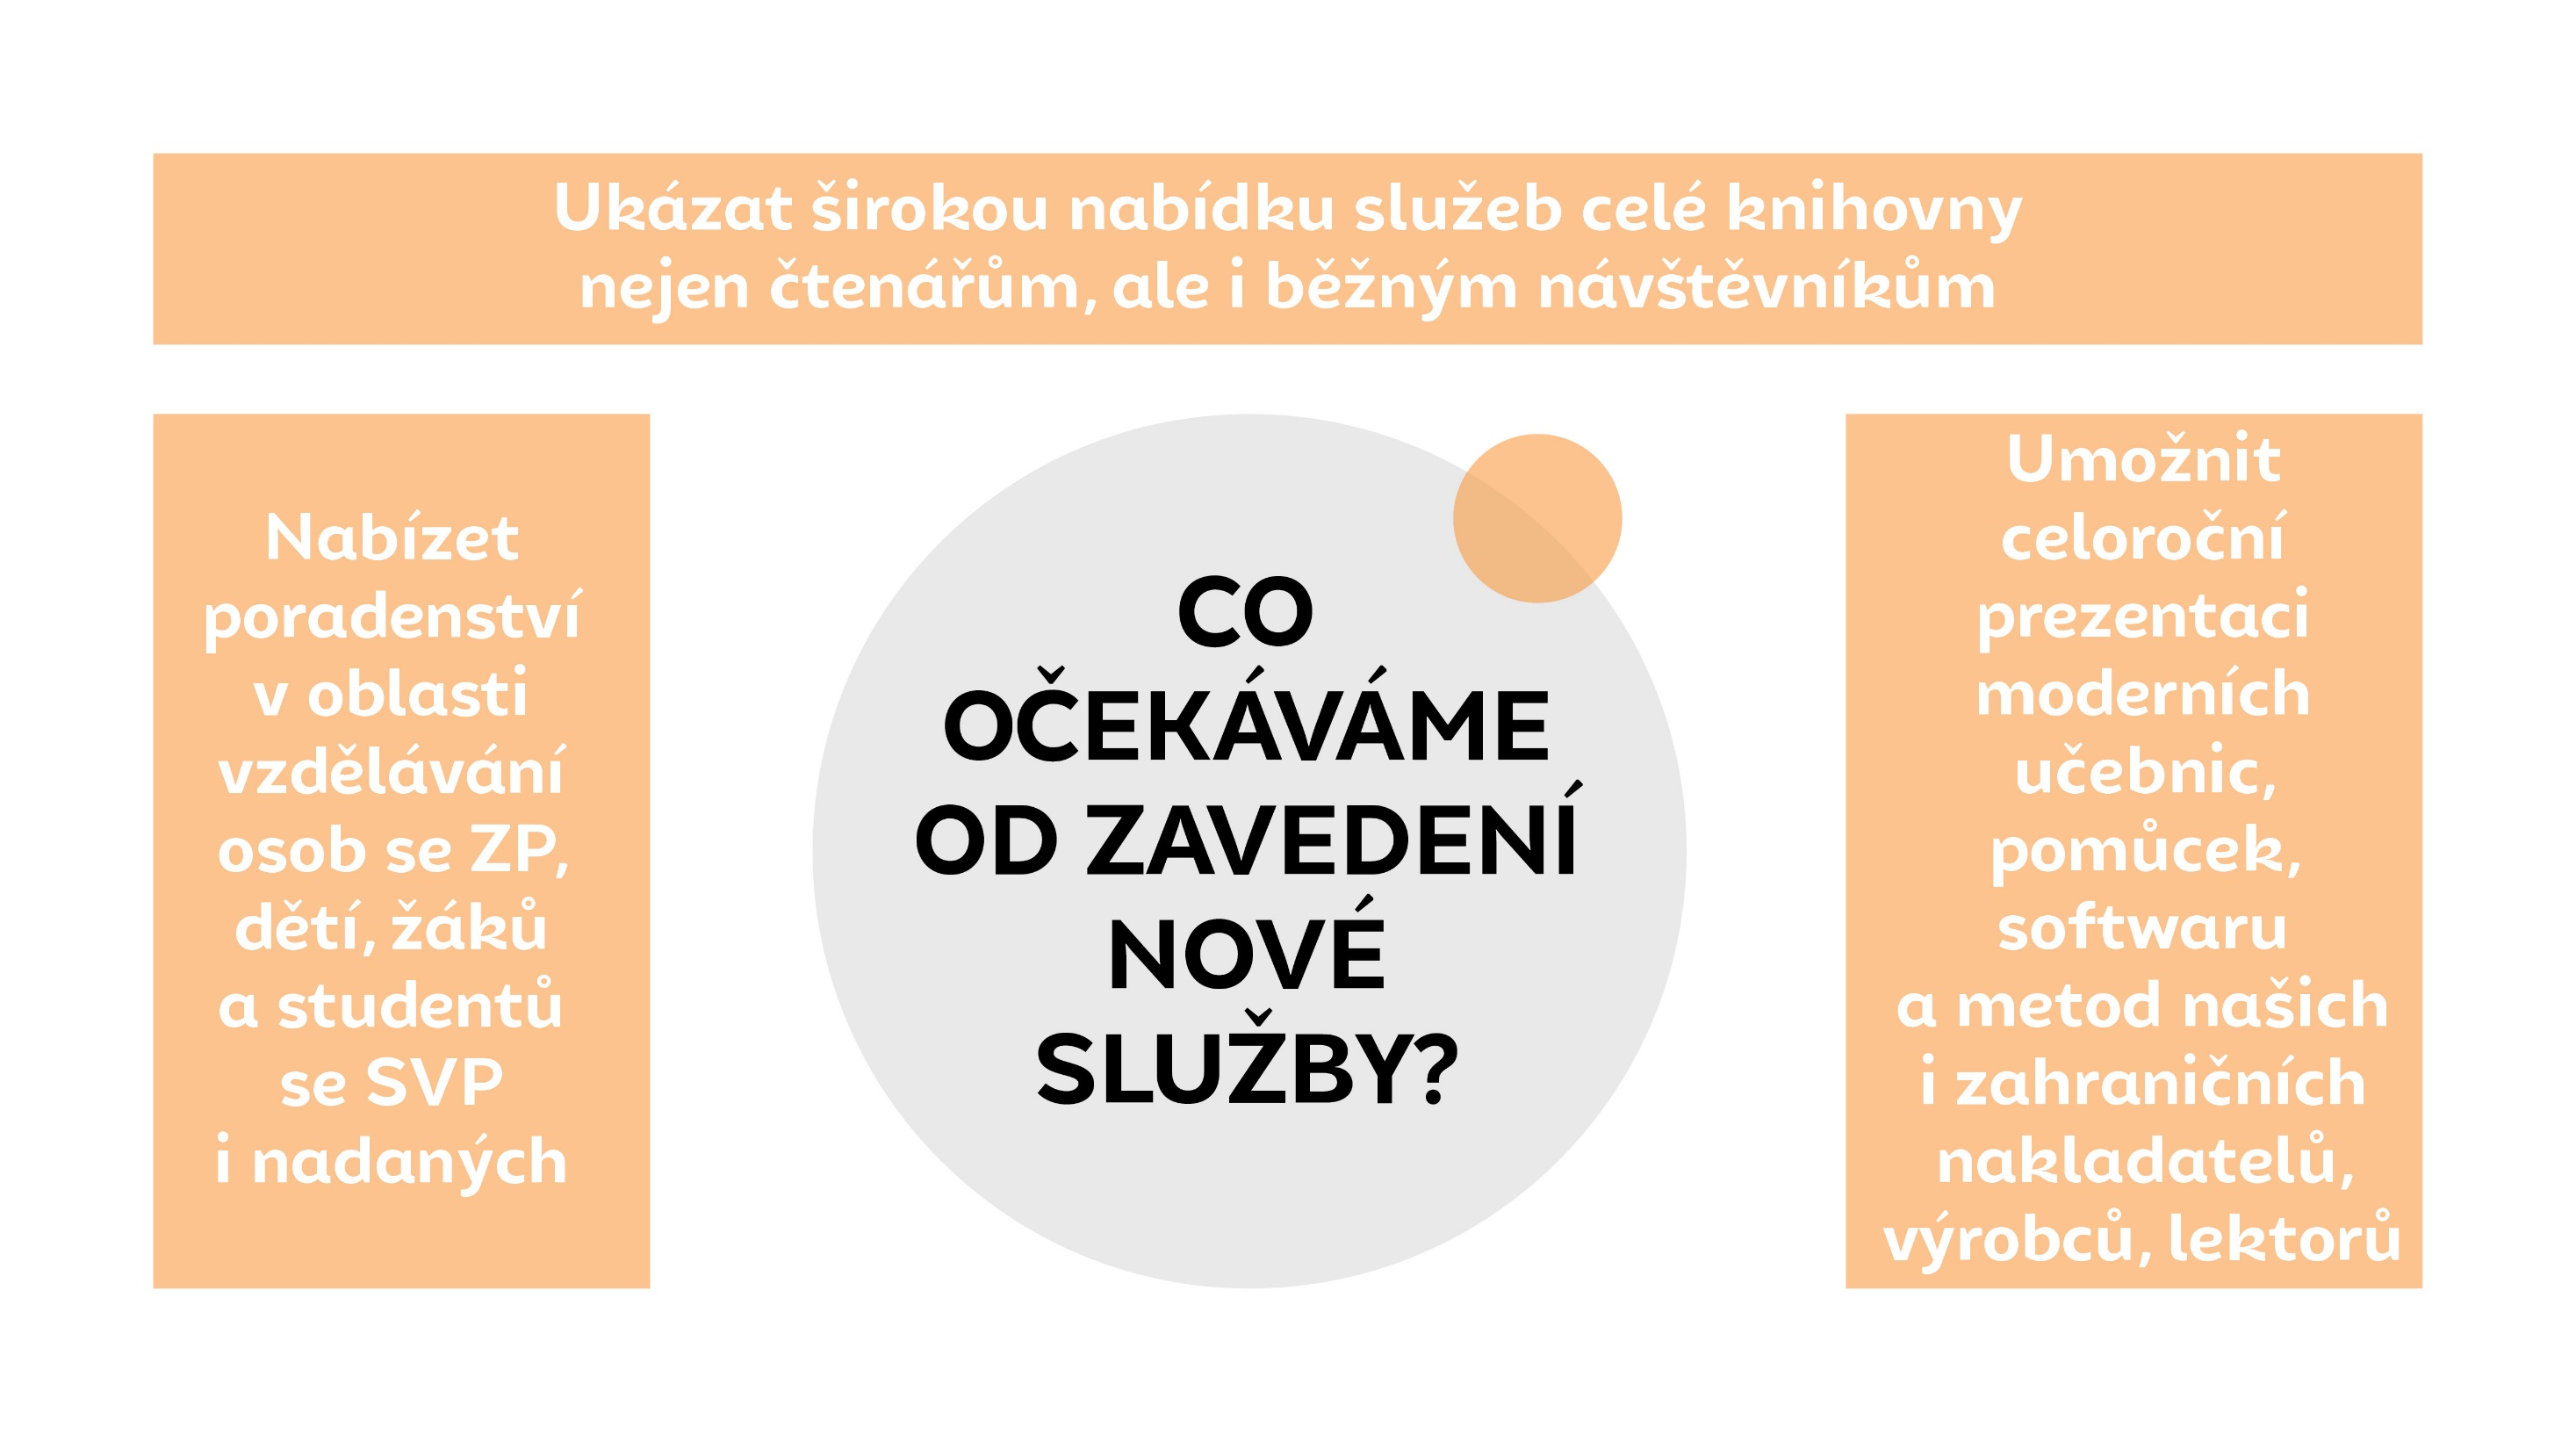 Ukázat širokou nabídku služeb celé knihovny
nejen čtenářům, ale i běžným návštěvníkům
Nabízet
poradenství
v oblasti
vzdělávání
osob se ZP,
dětí, žáků
a studentů
se SVP
i nadaných
CO
OČEKÁVÁME
OD ZAVEDENÍ
NOVÉ
SLUŽBY?
Umožnit
celoroční
prezentaci
moderních
učebnic,
pomůcek,
softwaru
a metod našich
i zahraničních
nakladatelů,
výrobců, lektorů